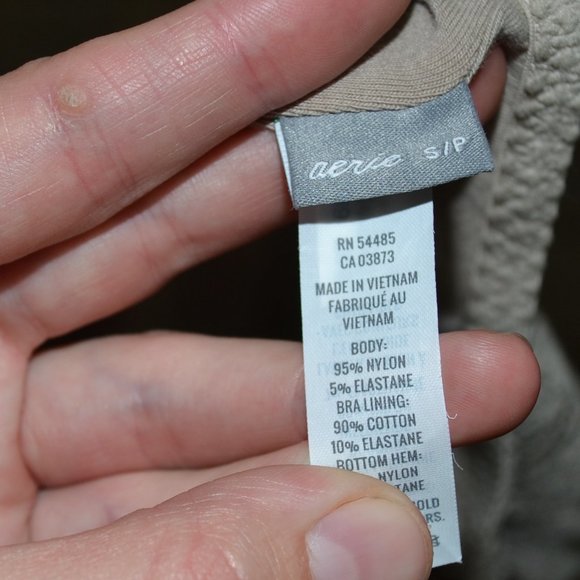 aerie S/P
RN 54485
CA 03873
MADE IN VIETNAM
FABRIQUÉ AU
VIETNAM
BODY:
95% NYLON
5% ELASTANE
BRA LINING:
90% COTTON
10% ELASTANE
BOTTOM HEM:
NYLON